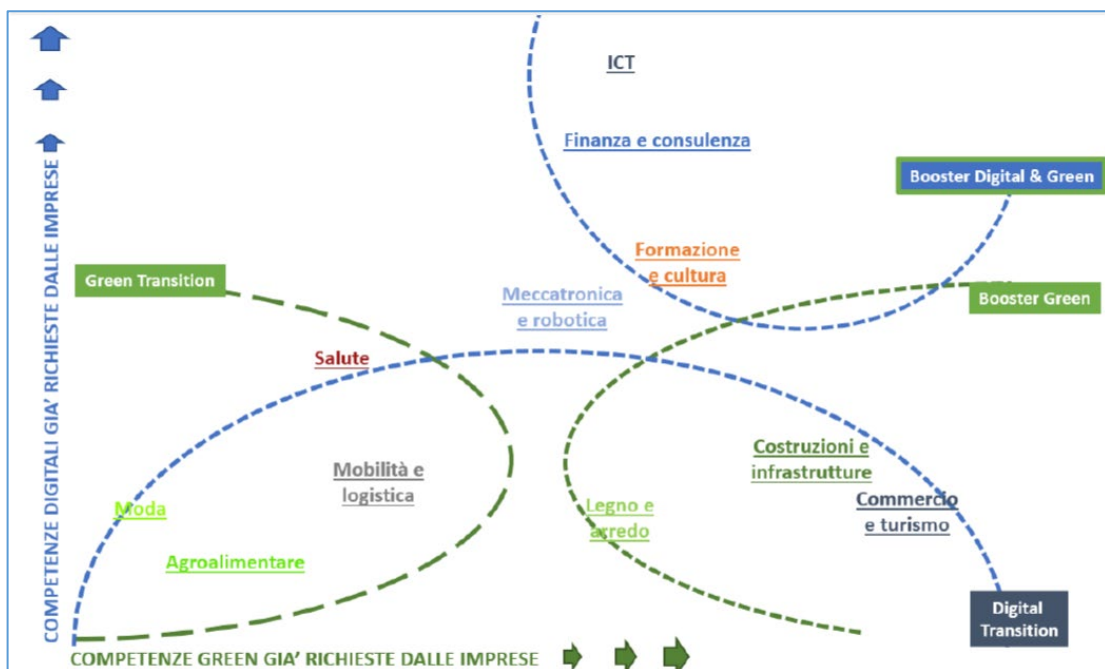 ICT
Finanza e consulenza
Booster Digital & Green
Formazione
e cultura
Green Transition
Meccatronica
e robotica
Booster Green
Salute
Costruzioni e
infrastrutture
Mobilità e
logistica
Moda
Legno e
arredo
Commercio
e turismo
Agroalimentare
Digital
Transition
COMPETENZE DIGITALI GIA’ RICHIESTE DALLE IMPRESE
COMPETENZE GREEN GIA’ RICHIESTE DALLE IMPRESE